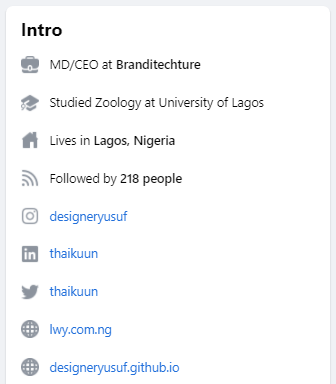 Intro
MD/CEO at Branditechture
Studied Zoology at University of Lagos
Lives in Lagos, Nigeria
Followed by 218 people
designeryusuf
thaikuun
thaikuun
lwy.com.ng
designeryusuf.github.io